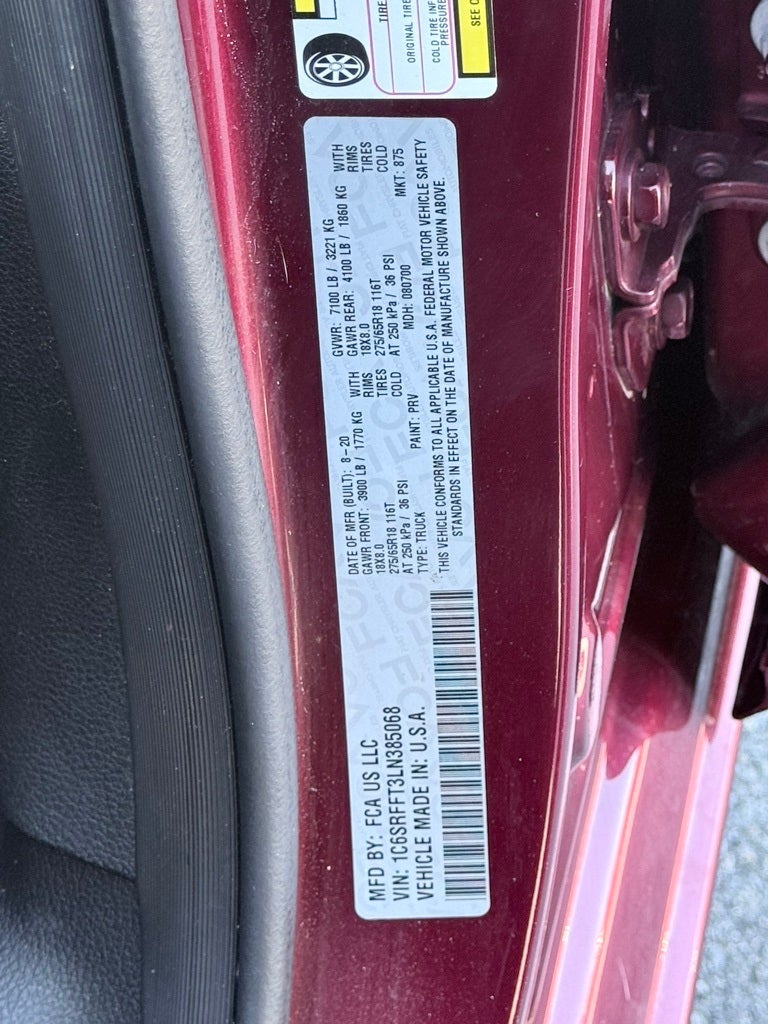 TIRE
ORIGINAL TIRE
COLD TIRE INF
PRESSURE
SEE O
MFD BY: FCA US LLC
VIN: 1C6SRFFT3LN385068
VEHICLE MADE IN: U.S.A.
DATE OF MFR (BUILT): 8-20 GVWR: 7100 LB / 3221 KG
GAWR FRONT: 3900 LB / 1770 KG WITH GAWR REAR: 4100 LB / 1860 KG WITH
18X8.0 RIMS 18X8.0 RIMS
275/65R18 116T TIRES 275/65R18 116T TIRES
AT 250 kPa / 36 PSI COLD AT 250 kPa / 36 PSI COLD
TYPE: TRUCK PAINT: PRV MDH: 080700 MKT: 875
THIS VEHICLE CONFORMS TO ALL APPLICABLE U.S.A. FEDERAL MOTOR VEHICLE SAFETY
STANDARDS IN EFFECT ON THE DATE OF MANUFACTURE SHOWN ABOVE.